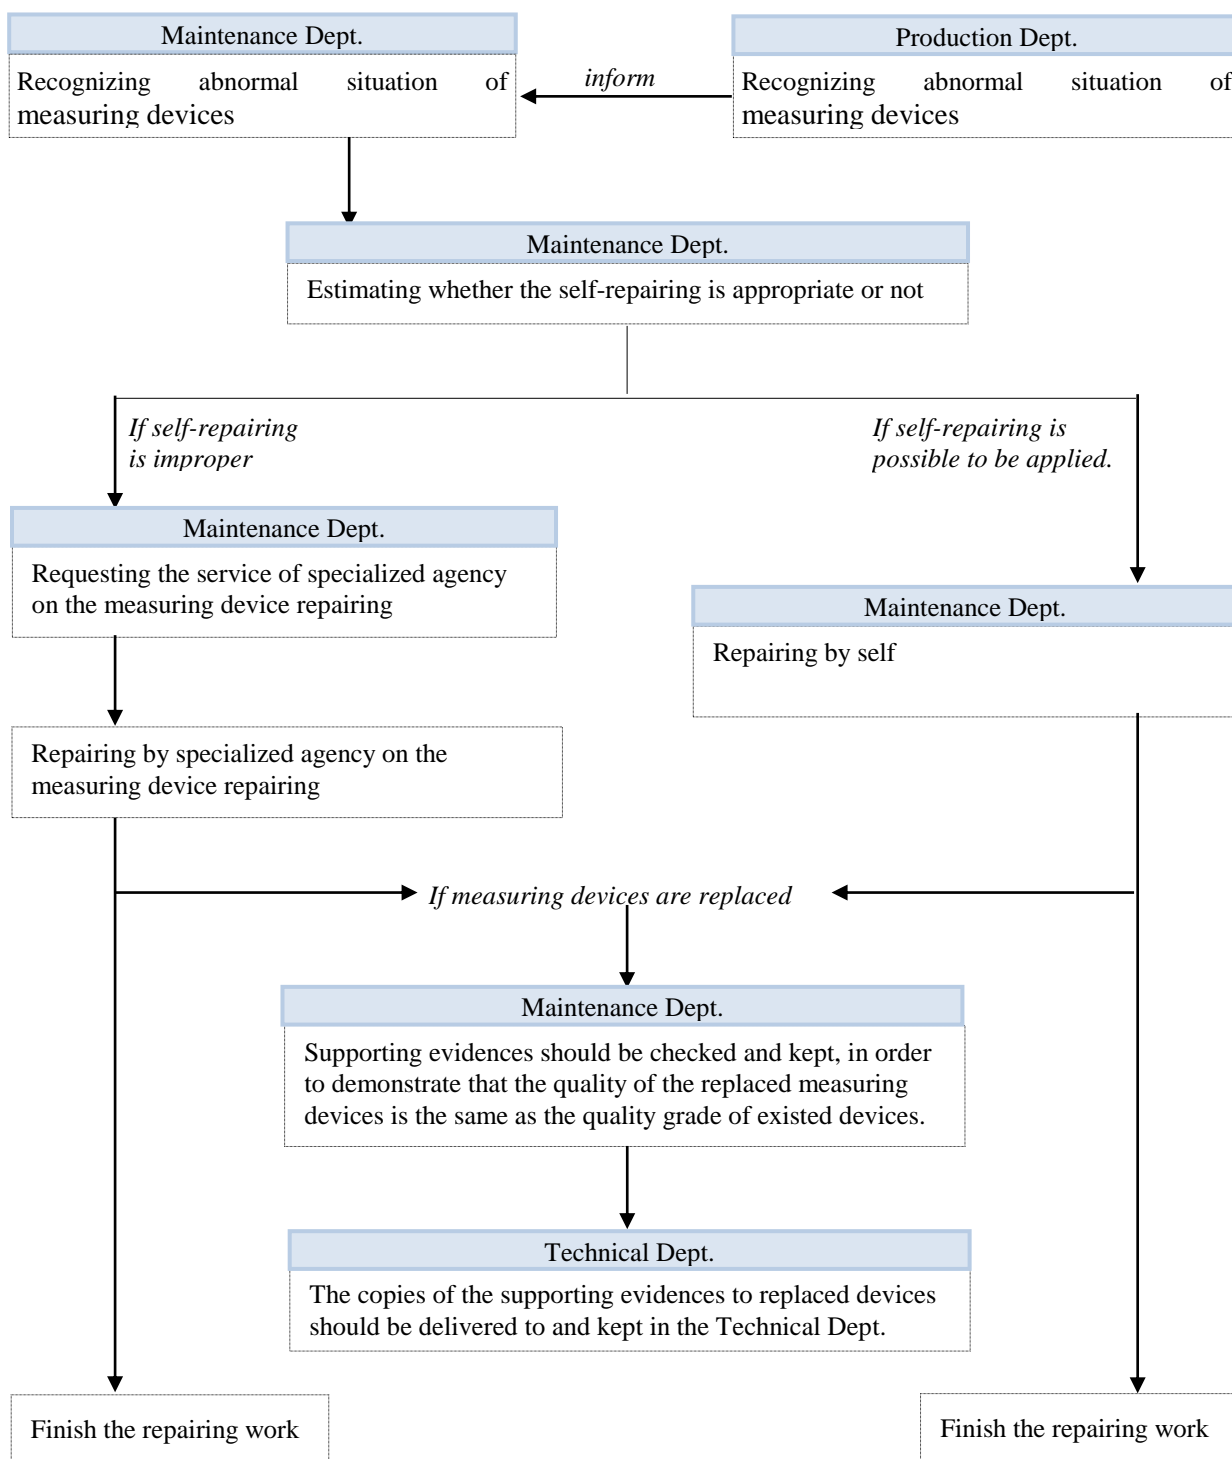 Maintenance Dept.
Recognizing abnormal situation of
measuring devices
inform
Production Dept.
Recognizing abnormal situation of
measuring devices
Maintenance Dept.
Estimating whether the self-repairing is appropriate or not
If self-repairing
is improper
If self-repairing is
possible to be applied.
Maintenance Dept.
Requesting the service of specialized agency
on the measuring device repairing
Maintenance Dept.
Repairing by self
Repairing by specialized agency on the
measuring device repairing
If measuring devices are replaced
Maintenance Dept.
Supporting evidences should be checked and kept, in order
to demonstrate that the quality of the replaced measuring
devices is the same as the quality grade of existed devices.
Technical Dept.
The copies of the supporting evidences to replaced devices
should be delivered to and kept in the Technical Dept.
Finish the repairing work
Finish the repairing work